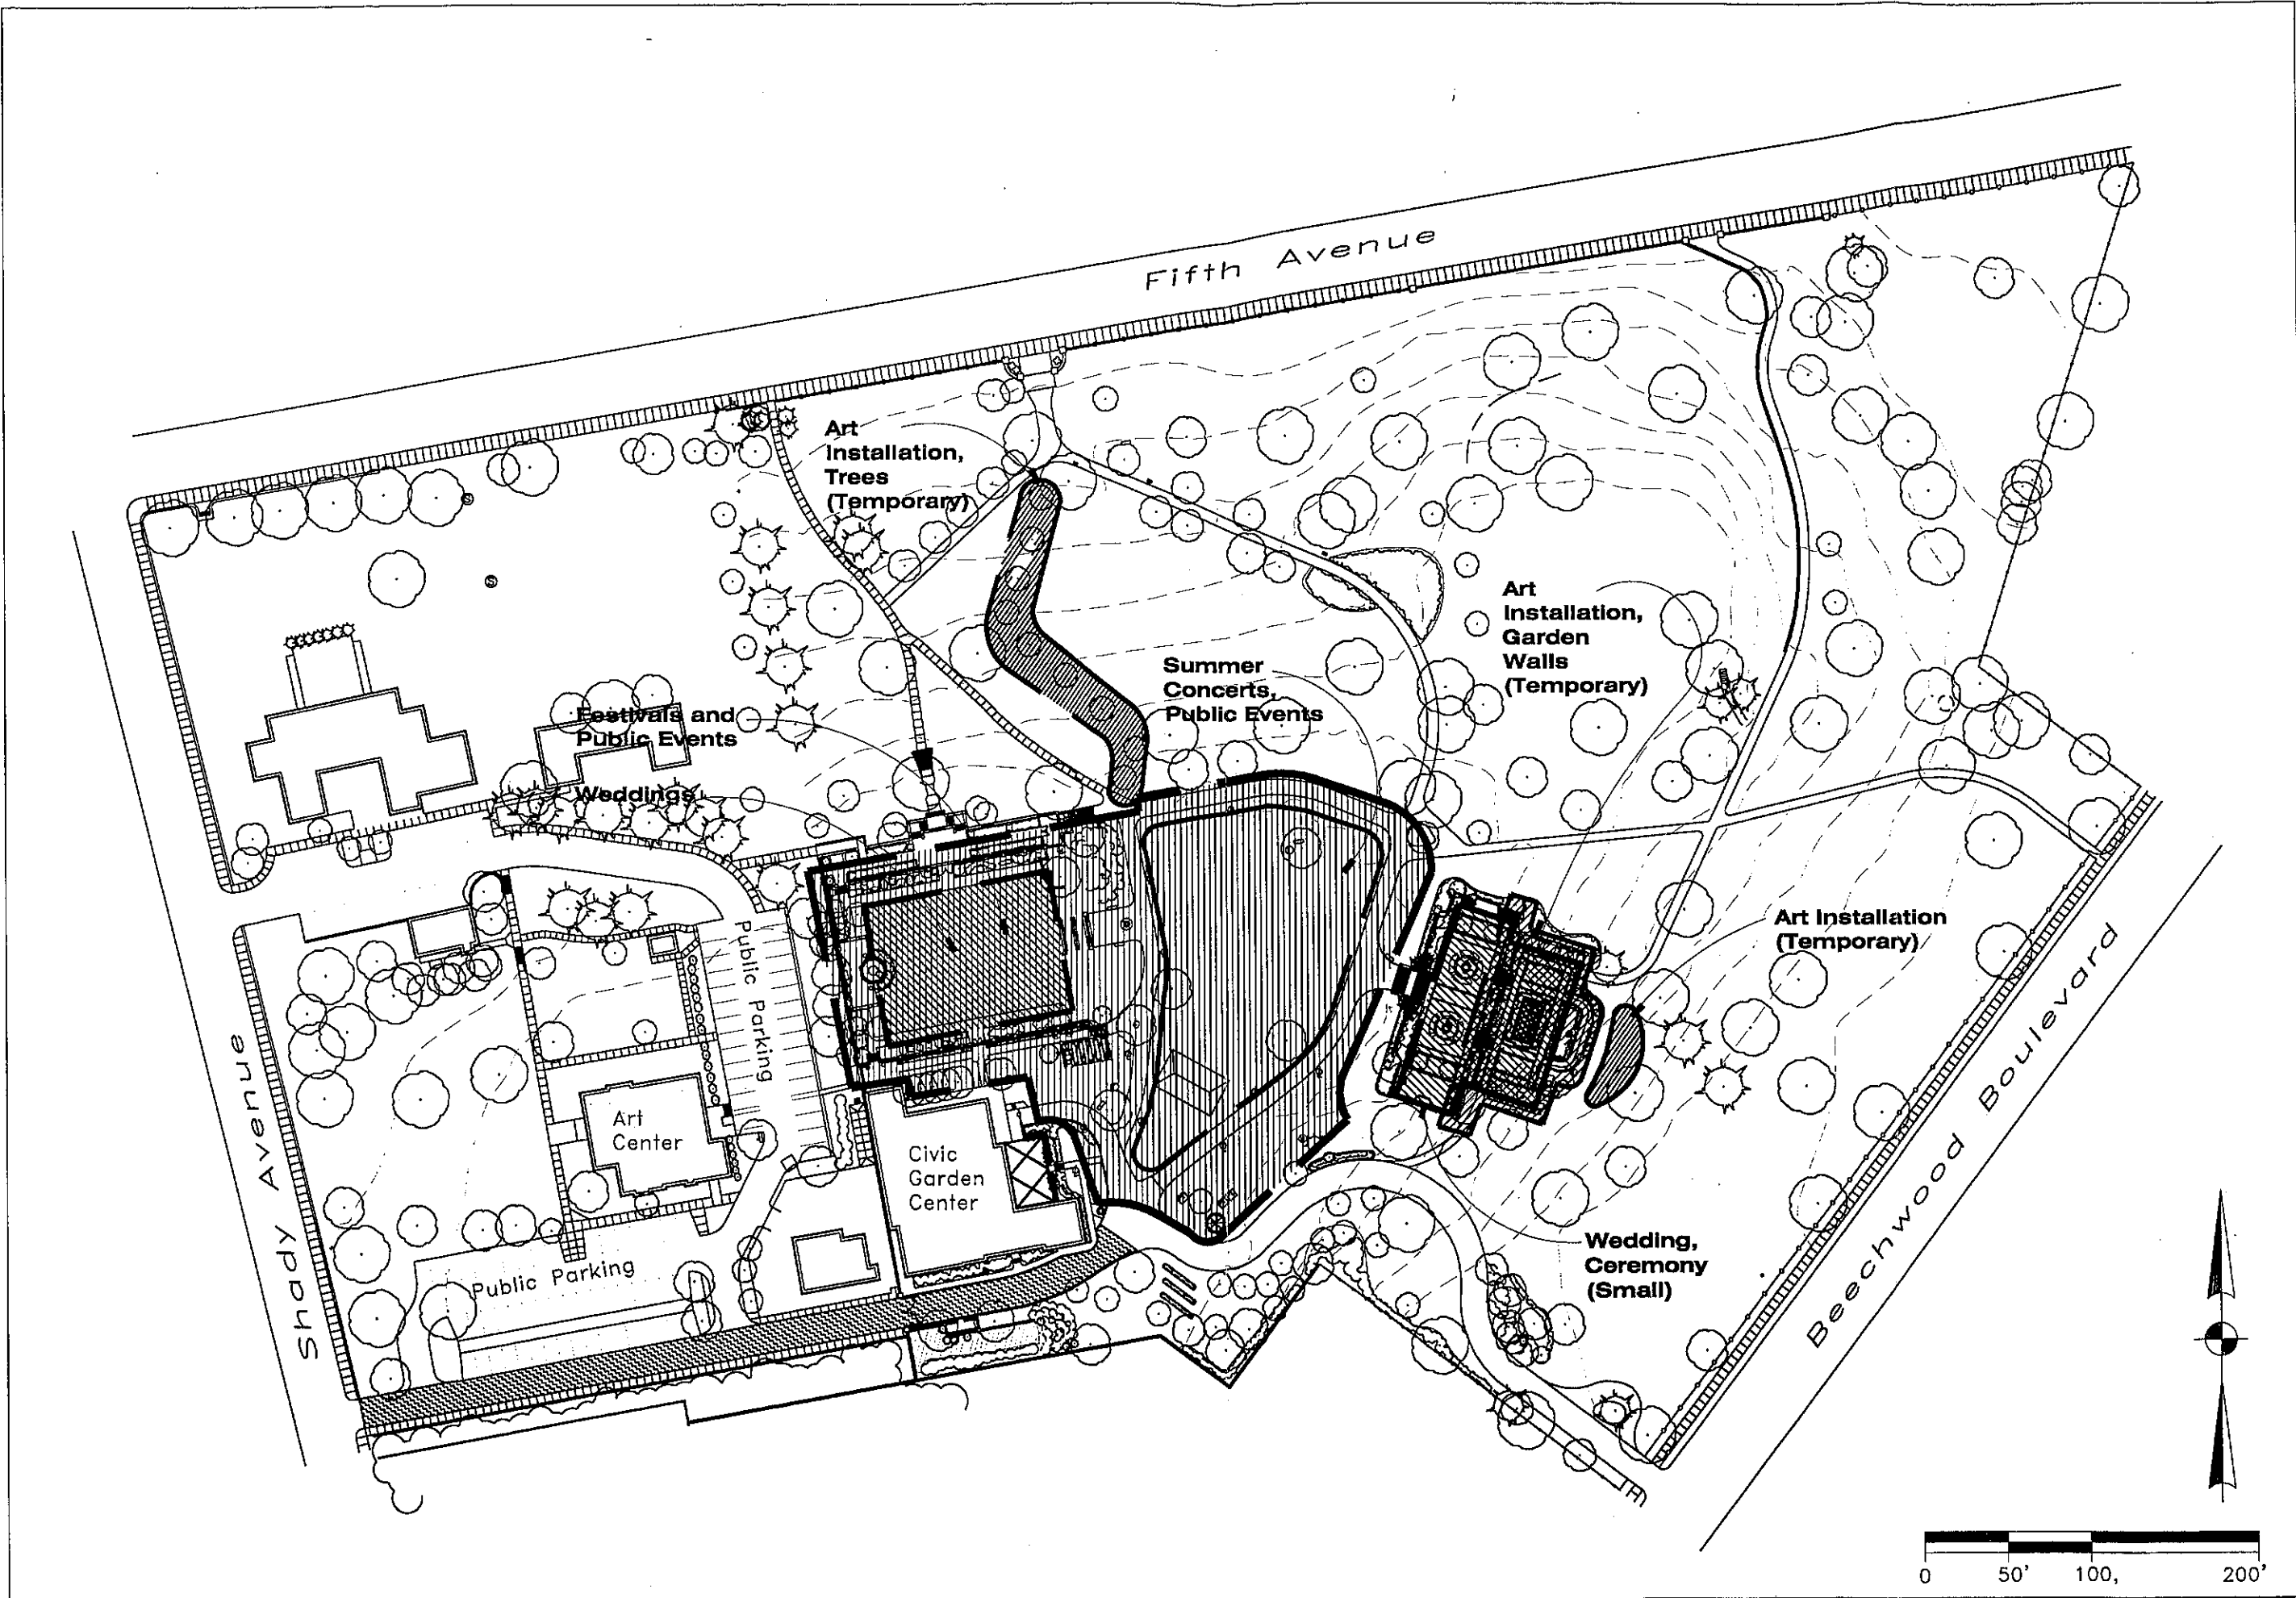 Fifth Avenue
Art
Installation,
Trees
(Temporary)
Art
Installation,
Garden
Walls
(Temporary)
Summer
Concerts,
Public Events
Festivals and
Public Events
Weddings
Art Installation
(Temporary)
Public Parking
Art
Center
Civic
Garden
Center
Public Parking
Shady Avenue
Beechwood Boulevard
Wedding,
Ceremony
(Small)
S
S
0 50' 100, 200'